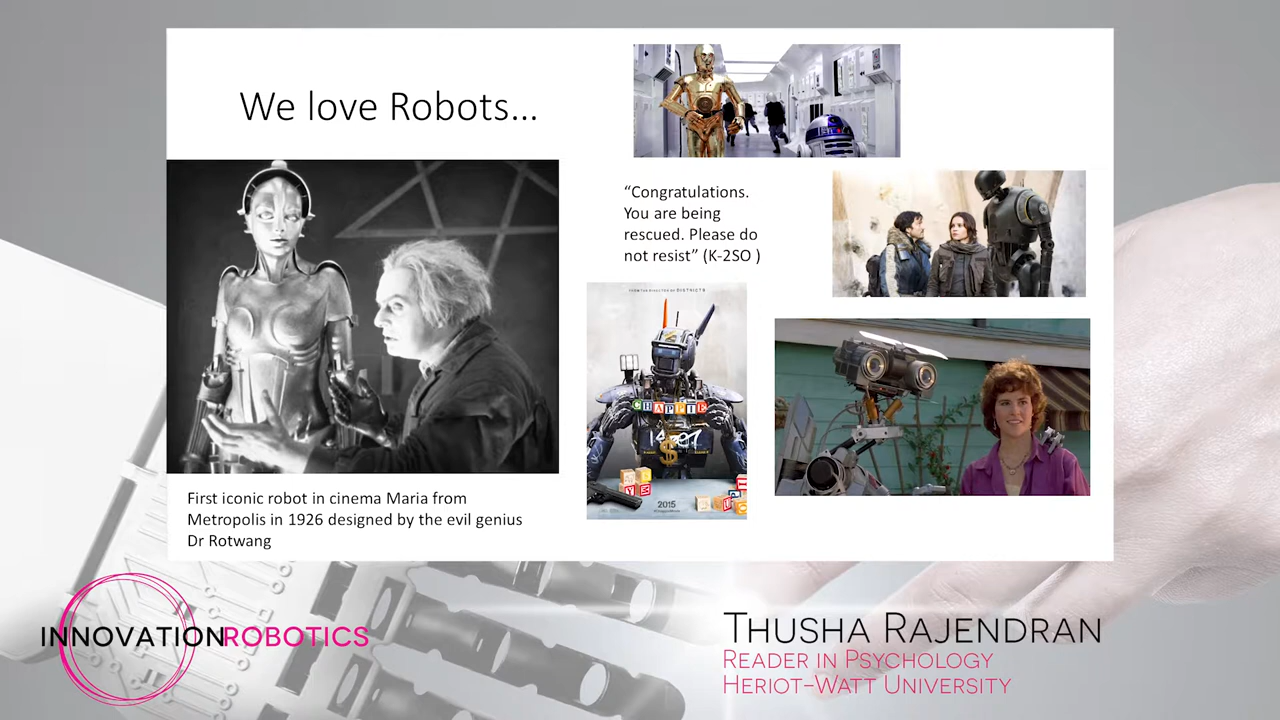 We love Robots...
"Congratulations.
You are being
rescued. Please do
not resist" (K-2SO )
CHAPPIE
2015
First iconic robot in cinema Maria from
Metropolis in 1926 designed by the evil genius
Dr Rotwang
INNOVATIONROBOTICS
THUSHA RAJENDRAN
READER IN PSYCHOLOGY
HERIOT-WATT UNIVERSITY